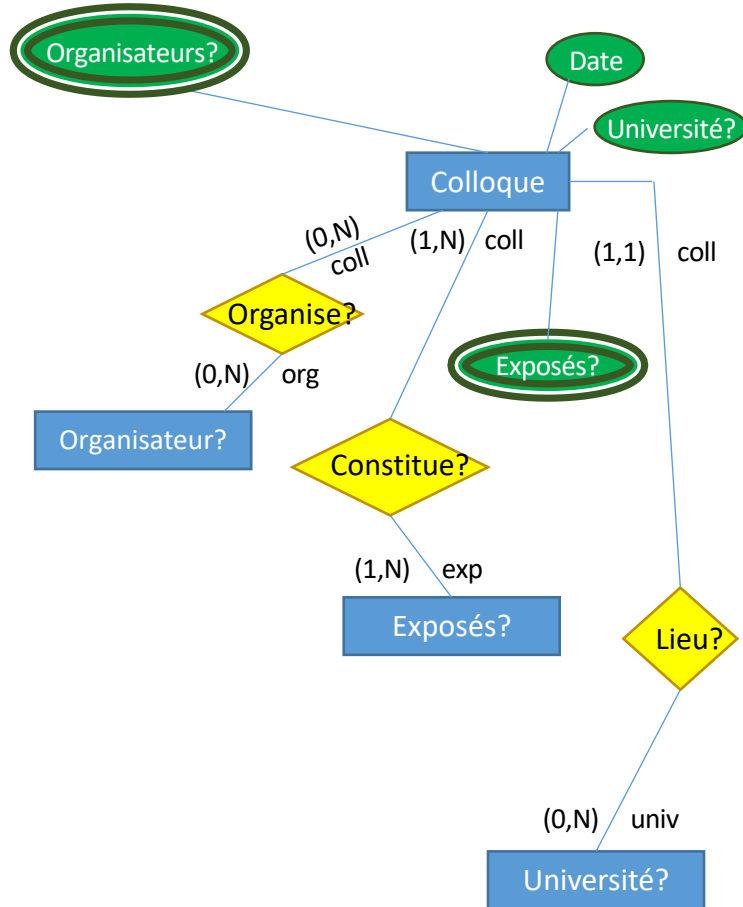 Organisateurs?
Date
Université?
Colloque
(0,N)
coll
(1,N) coll
(1,1) coll
Organise?
Exposés?
(0,N) org
Organisateur?
Constitue?
(1,N) exp
Exposés?
Lieu?
(0,N) univ
Université?